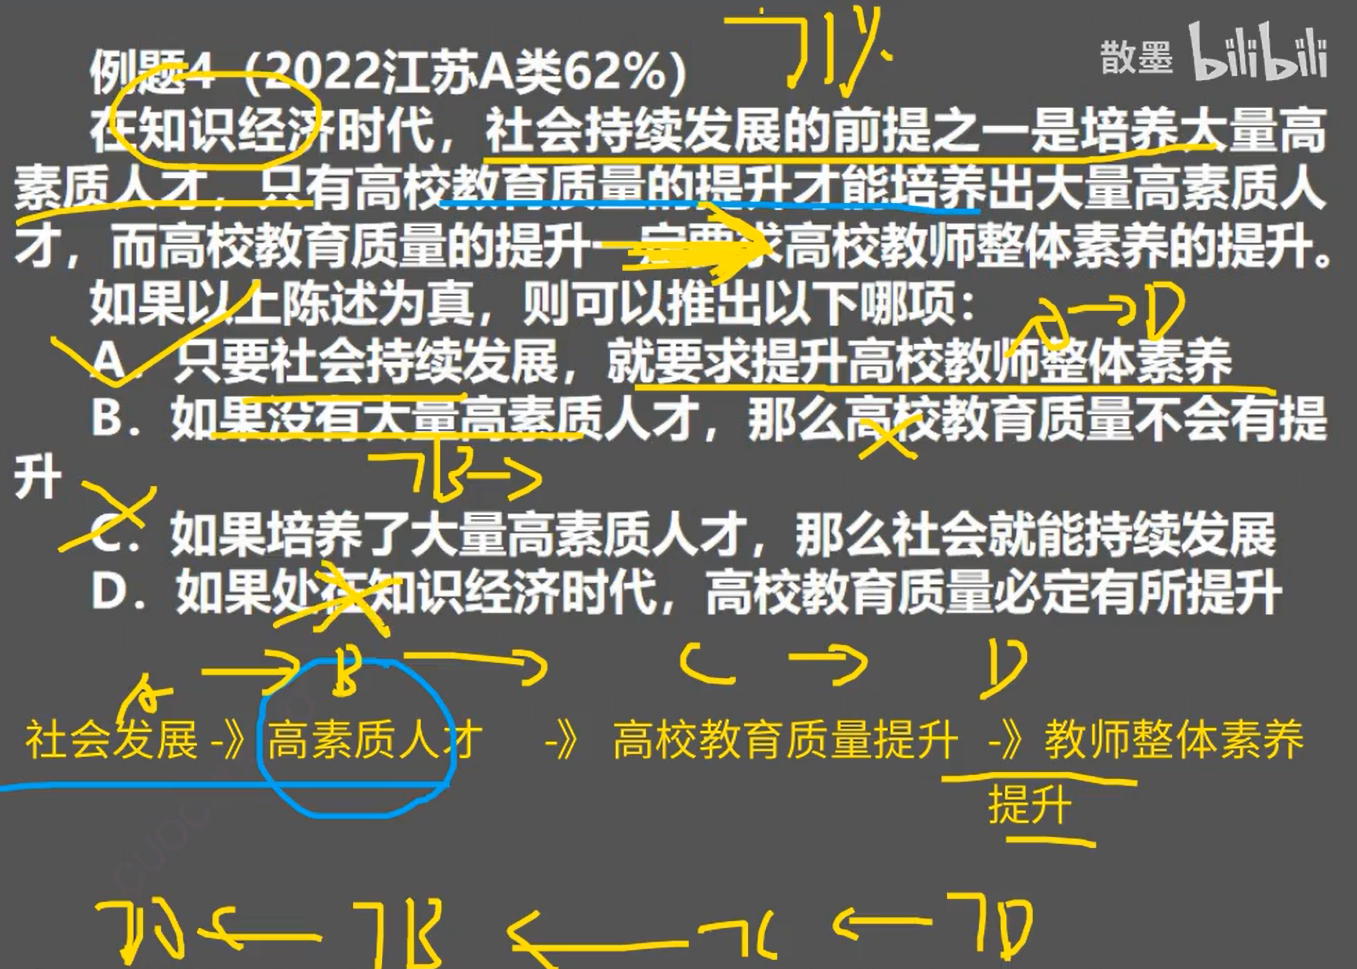 散墨 bilibili
例题4（2022江苏A类62%）
在知识经济时代，社会持续发展的前提之一是培养大量高
素质人才，只有高校教育质量的提升才能培养出大量高素质人
才，而高校教育质量的提升一定要求高校教师整体素养的提升。
如果以上陈述为真，则可以推出以下哪项：
A→D
A．只要社会持续发展，就要求提升高校教师整体素养
B．如果没有大量高素质人才，那么高校教育质量不会有提
升
¬B→
C．如果培养了大量高素质人才，那么社会就能持续发展
D．如果处在知识经济时代，高校教育质量必定有所提升
→ B → C → D
社会发展 -》高素质人才 -》 高校教育质量提升 -》教师整体素养
提升
← ¬B ← ¬C ← ¬D